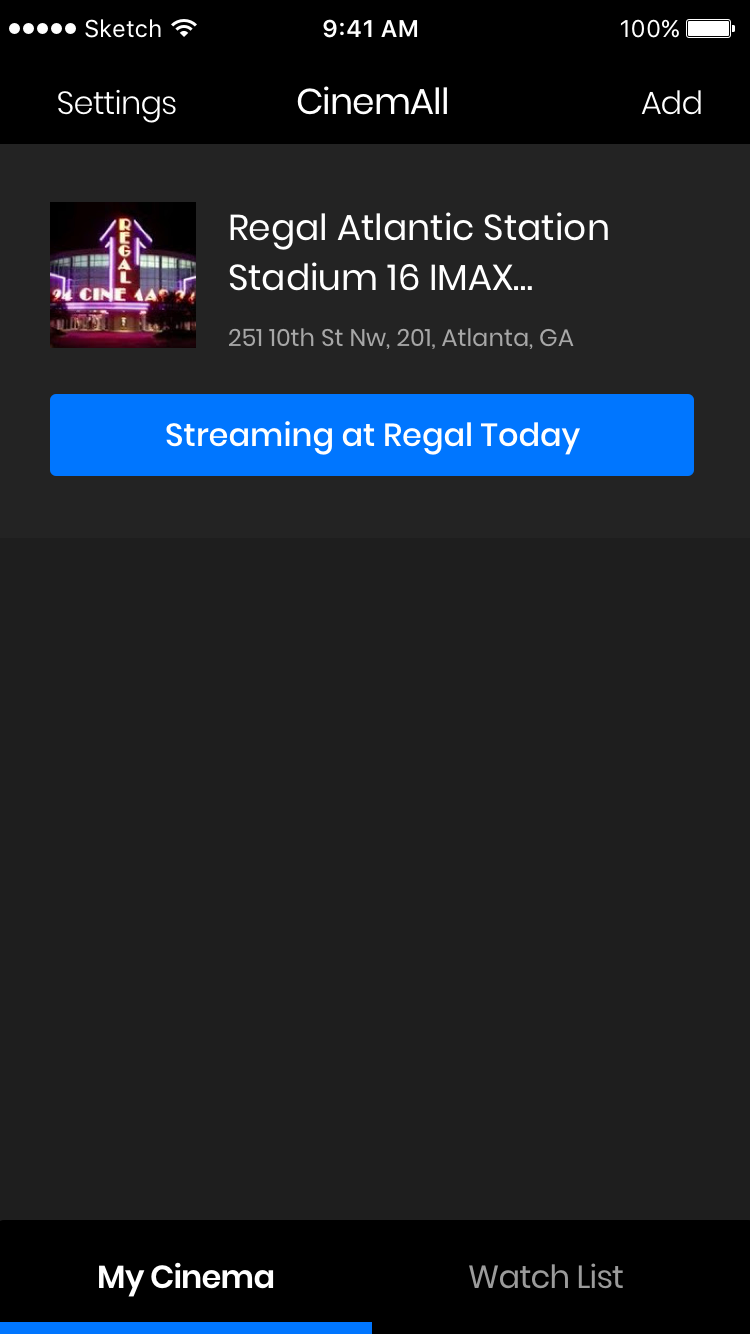 Sketch 9:41 AM 100%
Settings CinemAll Add
REGAL
CINE
Regal Atlantic Station
Stadium 16 IMAX...
251 10th St Nw, 201, Atlanta, GA
Streaming at Regal Today
My Cinema Watch List